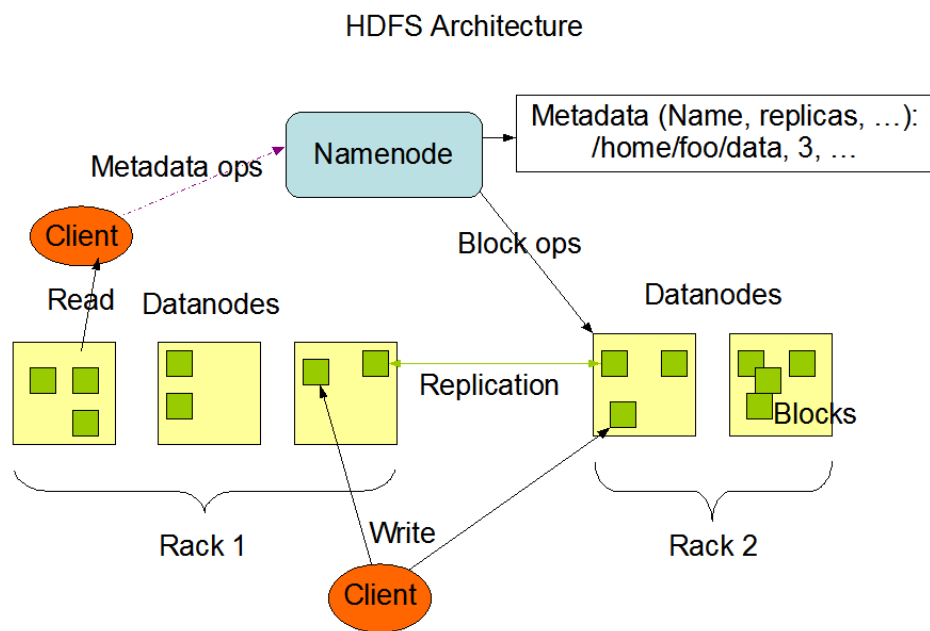 HDFS Architecture
Metadata (Name, replicas, …):
/home/foo/data, 3, …
Namenode
Metadata ops
Client
Block ops
Read
Datanodes
Datanodes
Replication
Blocks
Rack 1
Write
Rack 2
Client